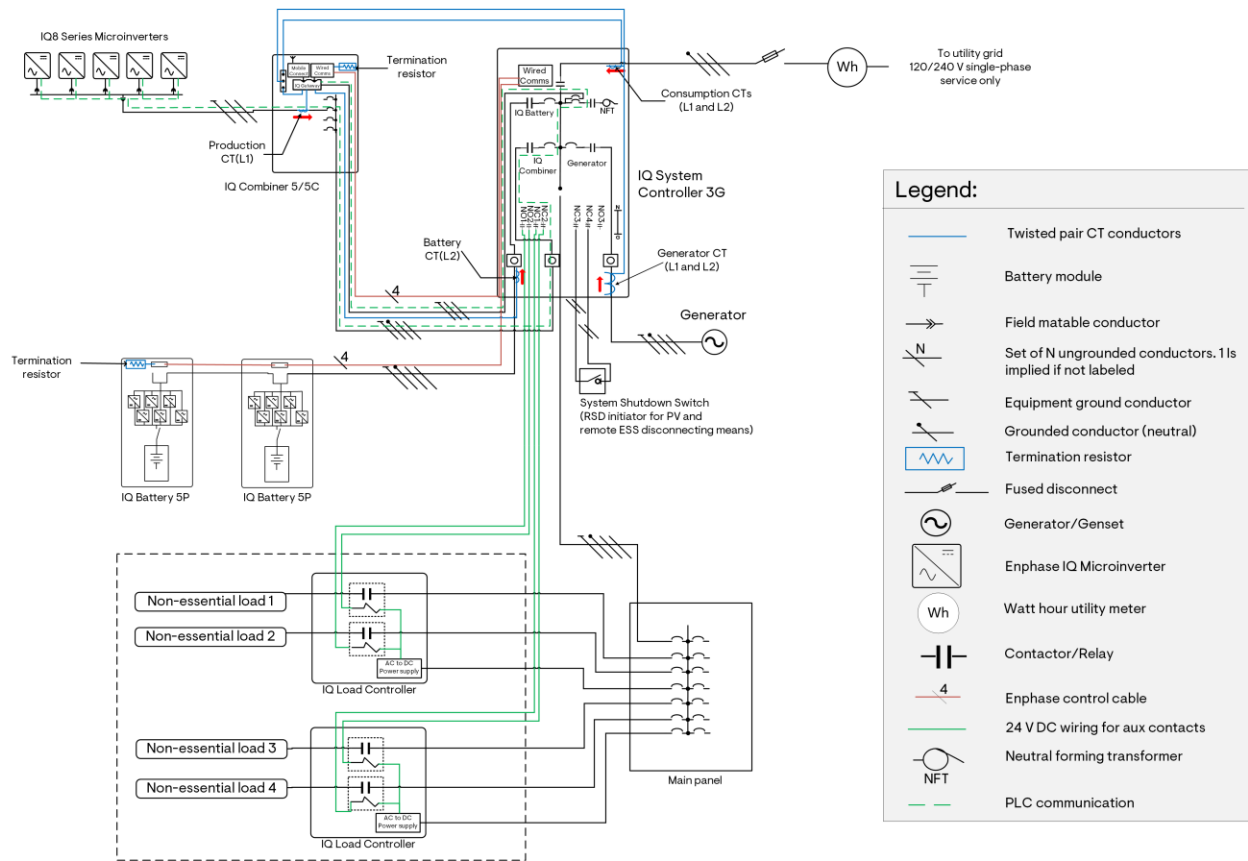 IQ8 Series Microinverters
Termination
resistor
Mobile
Connect
Wired
Comms
IQ Gateway
Production
CT(L1)
IQ Combiner 5/5C
Wired
Comms
Consumption CTs
(L1 and L2)
Wh
To utility grid
120/240 V single-phase
service only
IQ Battery
NFT
IQ
Combiner
Generator
IQ System
Controller 3G
NO1
NO2
NC1
NC2
NC3
NC4
NO3
Battery
CT(L2)
Generator CT
(L1 and L2)
4
Generator
Termination
resistor
4
System Shutdown Switch
(RSD initiator for PV and
remote ESS disconnecting means)
IQ Battery 5P
IQ Battery 5P
Non-essential load 1
Non-essential load 2
AC to DC
Power supply
IQ Load Controller
Non-essential load 3
Non-essential load 4
AC to DC
Power supply
IQ Load Controller
Main panel
Legend:
Twisted pair CT conductors
Battery module
Field matable conductor
N
Set of N ungrounded conductors. 1 Is
implied if not labeled
Equipment ground conductor
Grounded conductor (neutral)
Termination resistor
Fused disconnect
Generator/Genset
Enphase IQ Microinverter
Wh
Watt hour utility meter
Contactor/Relay
4
Enphase control cable
24 V DC wiring for aux contacts
NFT
Neutral forming transformer
PLC communication